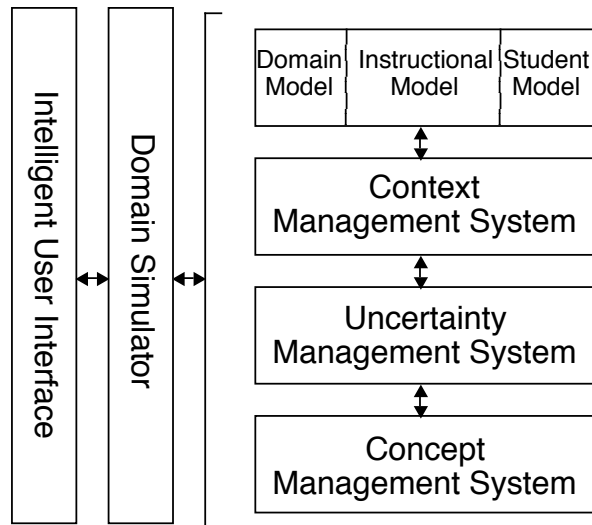 Intelligent User Interface
Domain Simulator
Domain
Model
Instructional
Model
Student
Model
Context
Management System
Uncertainty
Management System
Concept
Management System